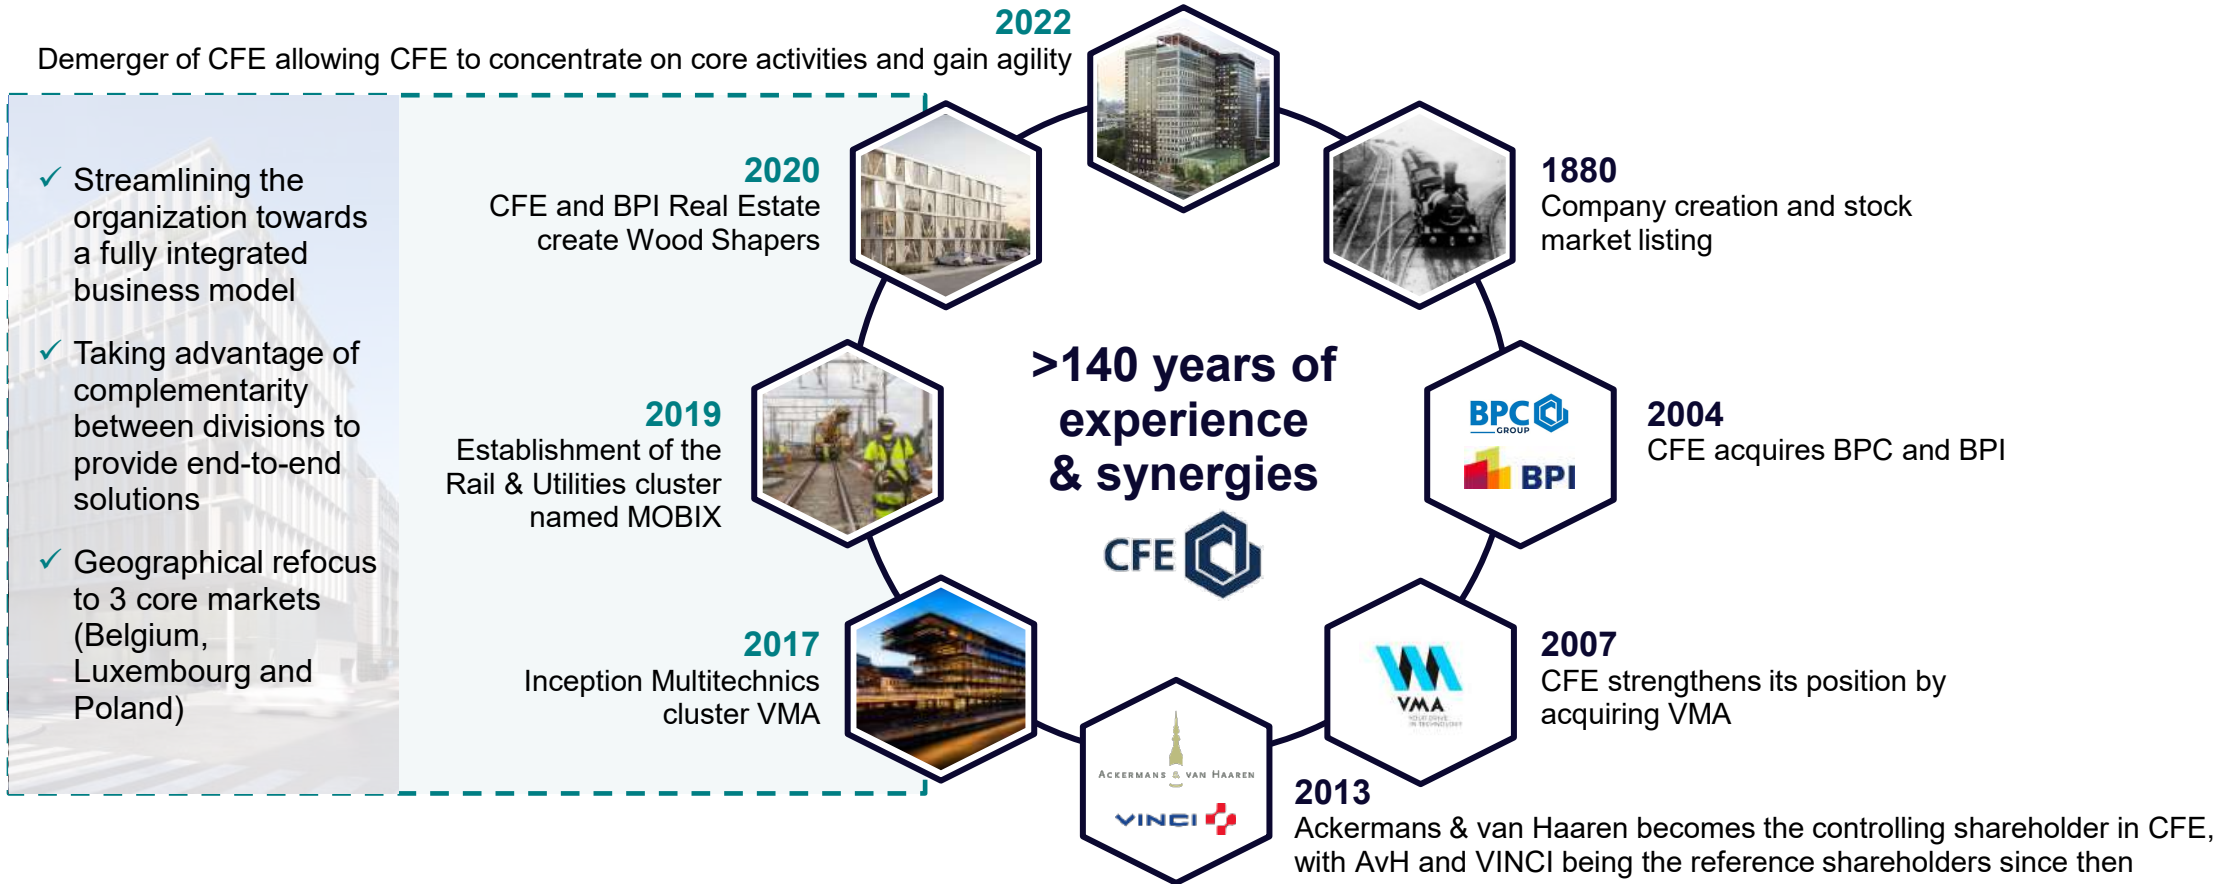 2022
Demerger of CFE allowing CFE to concentrate on core activities and gain agility
✓ Streamlining the
organization towards
a fully integrated
business model
✓ Taking advantage of
complementarity
between divisions to
provide end-to-end
solutions
✓ Geographical refocus
to 3 core markets
(Belgium,
Luxembourg and
Poland)
2020
CFE and BPI Real Estate
create Wood Shapers
2019
Establishment of the
Rail & Utilities cluster
named MOBIX
2017
Inception Multitechnics
cluster VMA
>140 years of
experience
& synergies
CFE
1880
Company creation and stock
market listing
BPC
GROUP
BPI
2004
CFE acquires BPC and BPI
VMA
YOUR DRIVE
IN TECHNOLOGY
2007
CFE strengthens its position by
acquiring VMA
ACKERMANS & VAN HAAREN
VINCI
2013
Ackermans & van Haaren becomes the controlling shareholder in CFE,
with AvH and VINCI being the reference shareholders since then